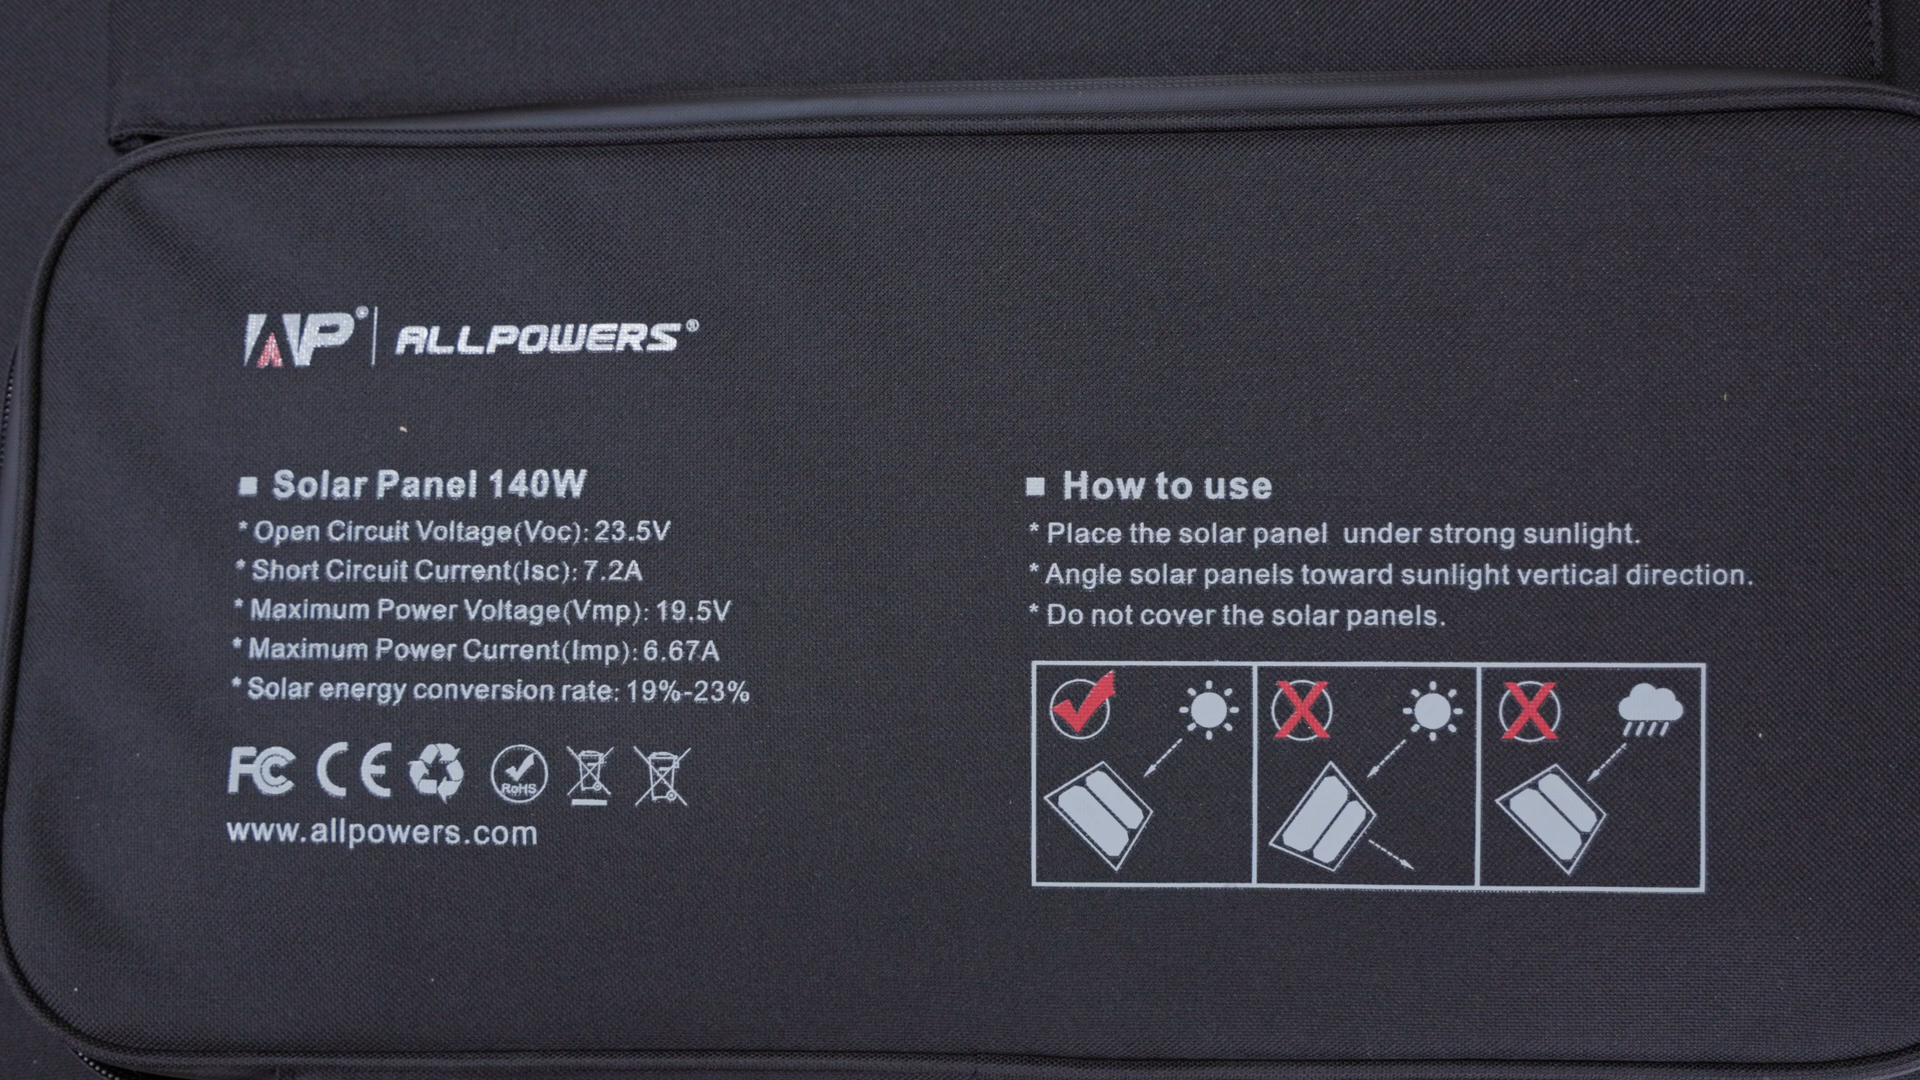 AP® | ALLPOWERS®
■ Solar Panel 140W
* Open Circuit Voltage(Voc): 23.5V
* Short Circuit Current(Isc): 7.2A
* Maximum Power Voltage(Vmp): 19.5V
* Maximum Power Current(Imp): 6.67A
* Solar energy conversion rate: 19%-23%
FC CE RoHS
www.allpowers.com
■ How to use
* Place the solar panel under strong sunlight.
* Angle solar panels toward sunlight vertical direction.
* Do not cover the solar panels.